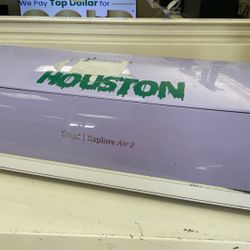 We Pay Top Dollar for
HOUSTON
Cricut | Explore Air 2